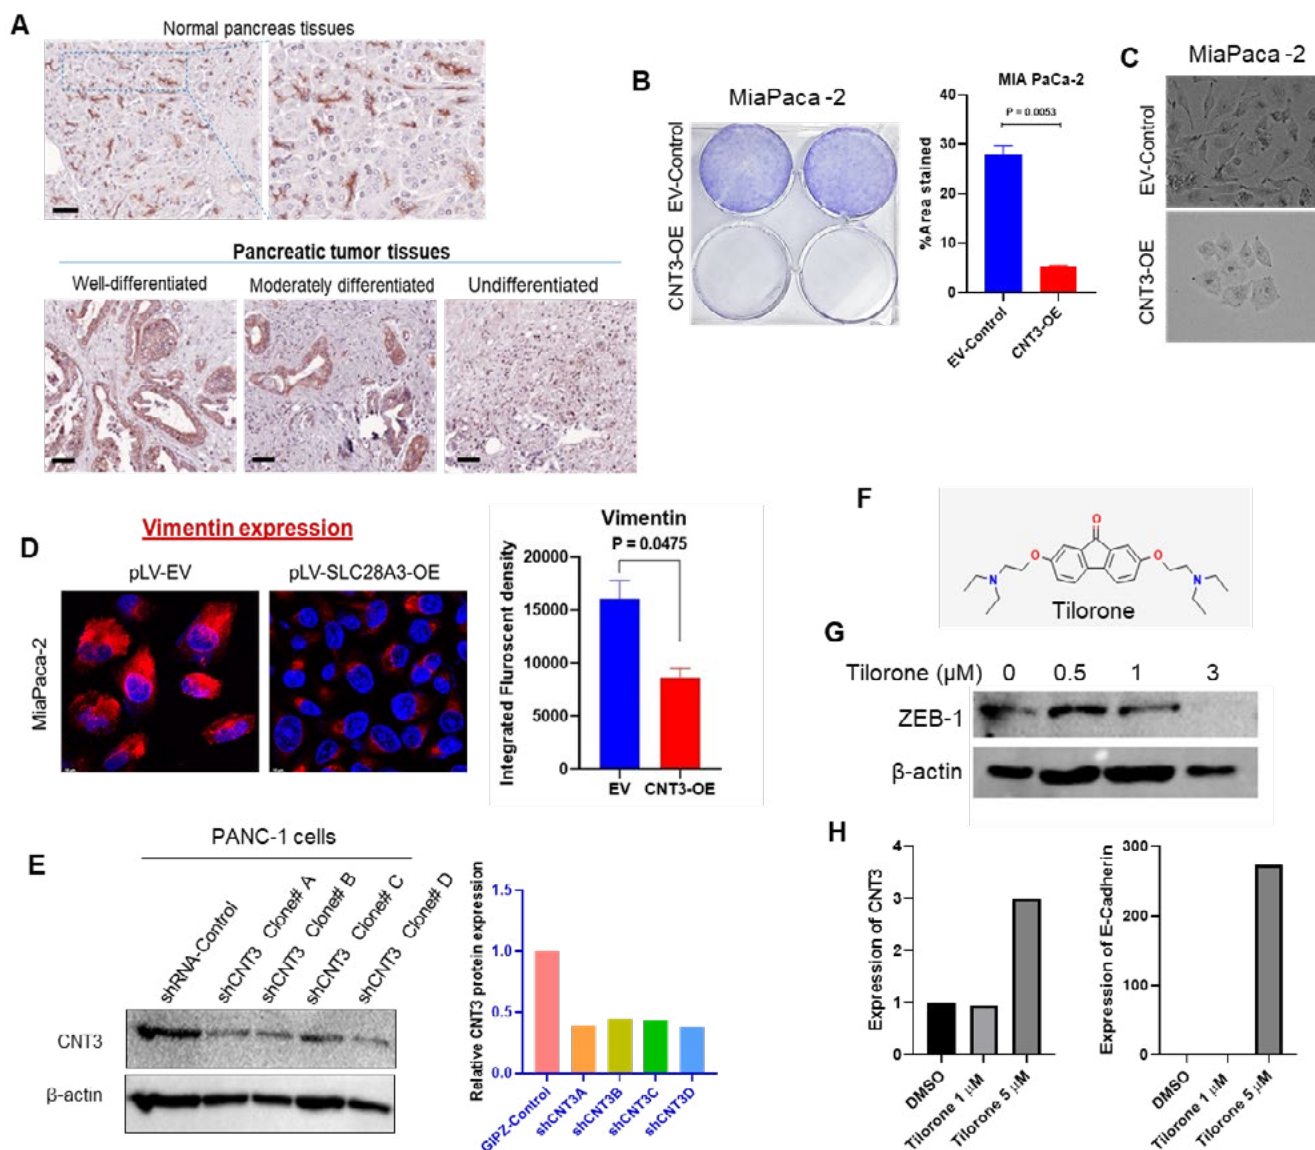 A
Normal pancreas tissues
Pancreatic tumor tissues
Well-differentiated
Moderately differentiated
Undifferentiated
B
MiaPaca -2
EV-Control
CNT3-OE
MIA PaCa-2
P = 0.0053
%Area stained
40
30
20
10
0
EV-Control
CNT3-OE
C
MiaPaca -2
EV-Control
CNT3-OE
D
Vimentin expression
pLV-EV
pLV-SLC28A3-OE
MiaPaca-2
Vimentin
P = 0.0475
Integrated Fluroscent density
20000
15000
10000
5000
0
EV
CNT3-OE
E
PANC-1 cells
shRNA-Control
shCNT3 Clone# A
shCNT3 Clone# B
shCNT3 Clone# C
shCNT3 Clone# D
CNT3
β-actin
Relative CNT3 protein expression
1.5
1.0
0.5
0.0
GIPZ-Control
shCNT3A
shCNT3B
shCNT3C
shCNT3D
F
O
O
O
N
N
Tilorone
G
Tilorone (μM)
0
0.5
1
3
ZEB-1
β-actin
H
Expression of CNT3
4
3
2
1
0
DMSO
Tilorone 1 μM
Tilorone 5 μM
Expression of E-Cadherin
300
200
100
0
DMSO
Tilorone 1 μM
Tilorone 5 μM